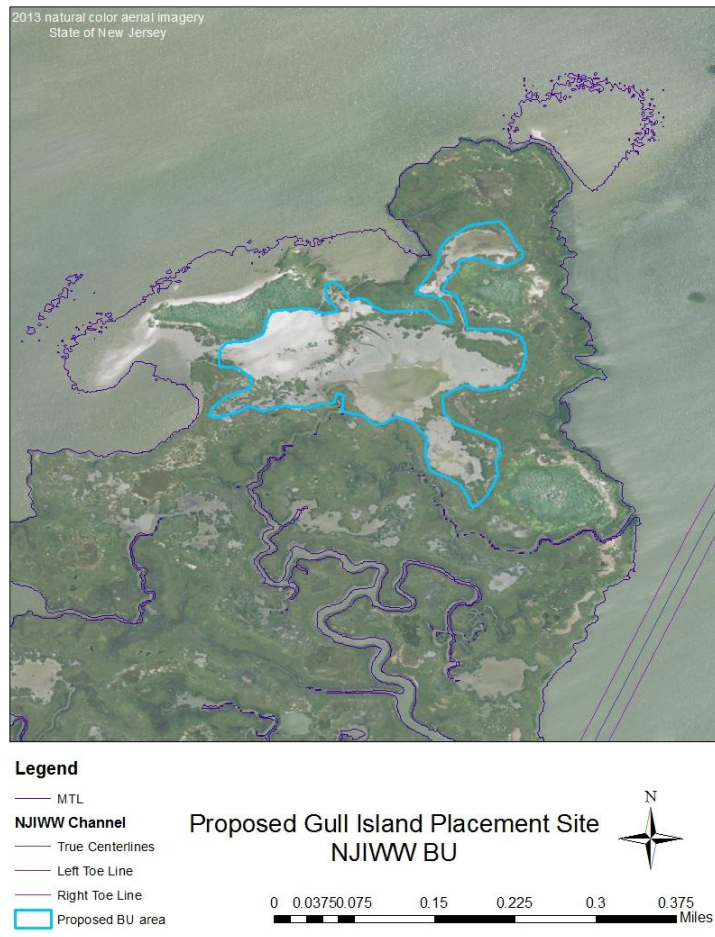 2013 natural color aerial imagery
State of New Jersey
Legend
MTL
NJIWW Channel
True Centerlines
Left Toe Line
Right Toe Line
Proposed BU area
Proposed Gull Island Placement Site
NJIWW BU
N
0 0.0375 0.075 0.15 0.225 0.3 0.375
Miles